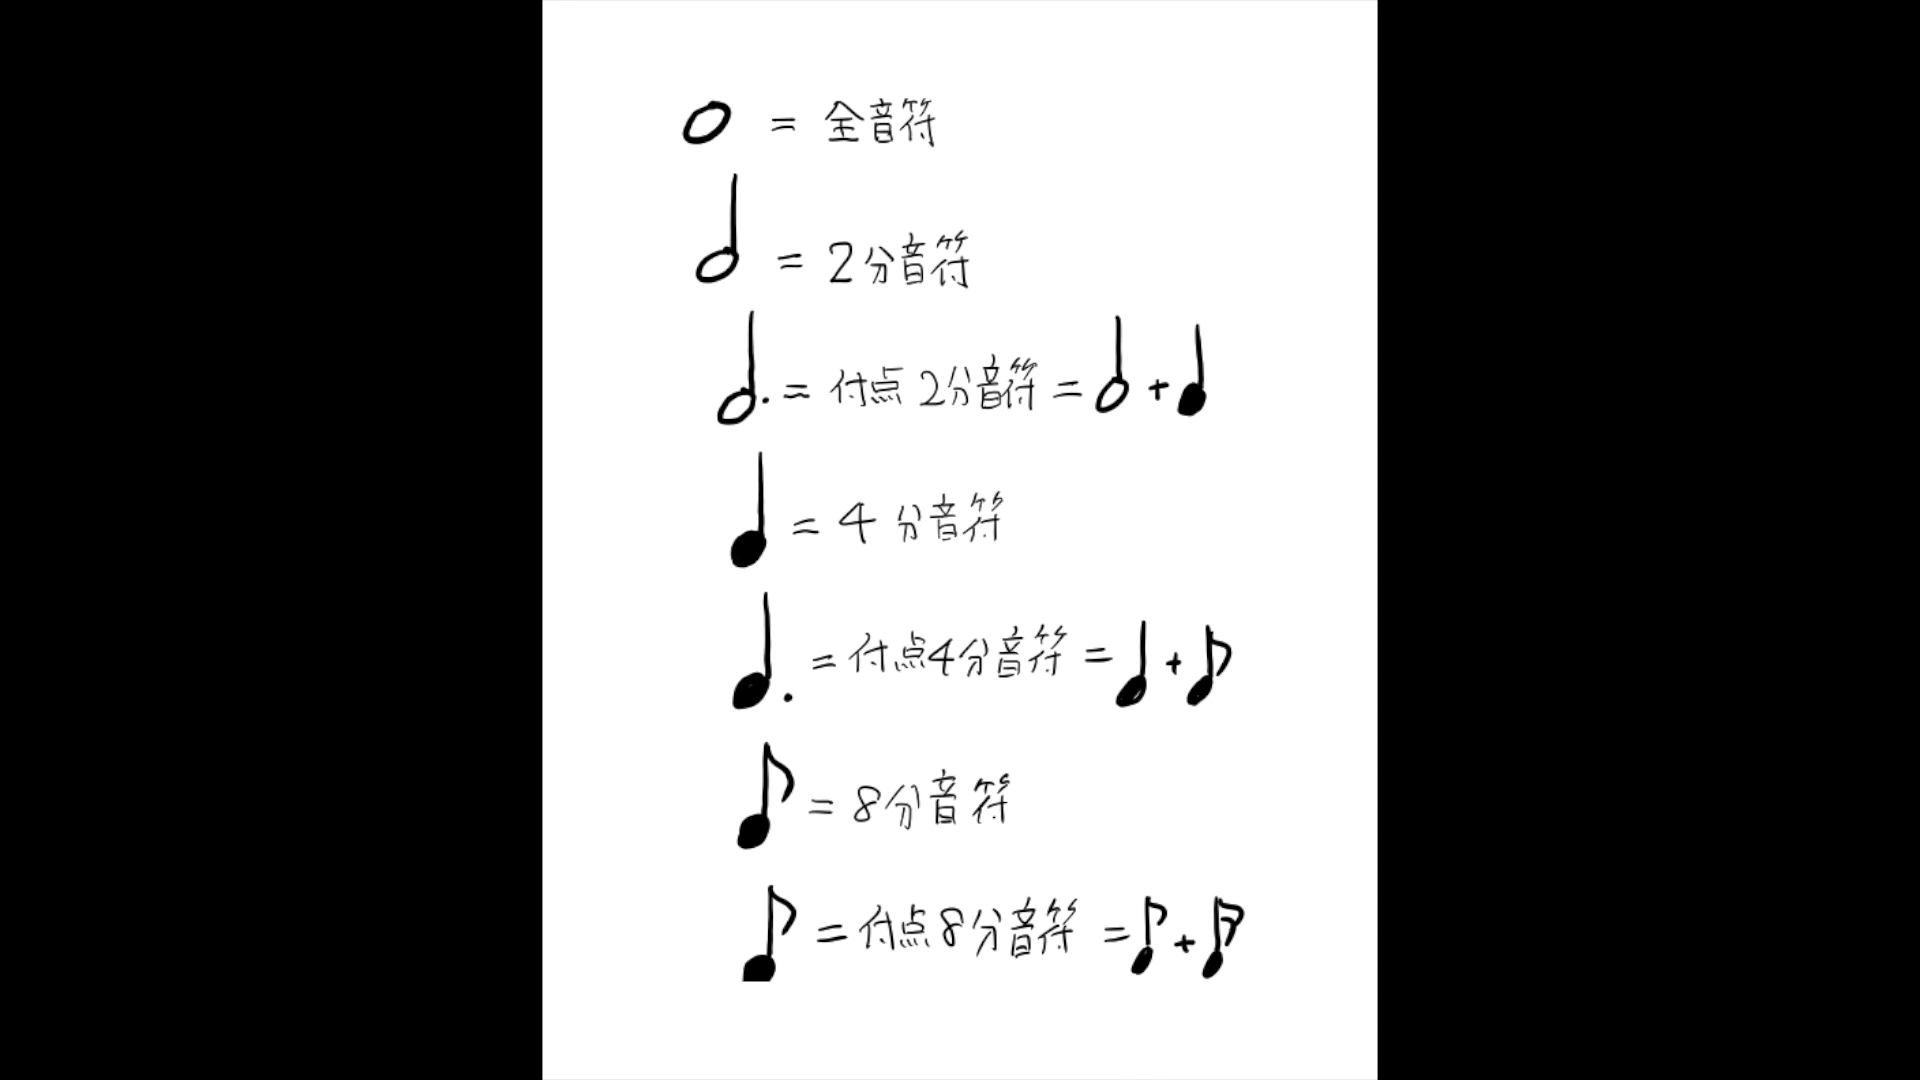 = 全音符
= 2分音符
= 付点2分音符 = +
= 4分音符
= 付点4分音符 = +
= 8分音符
= 付点8分音符 = +